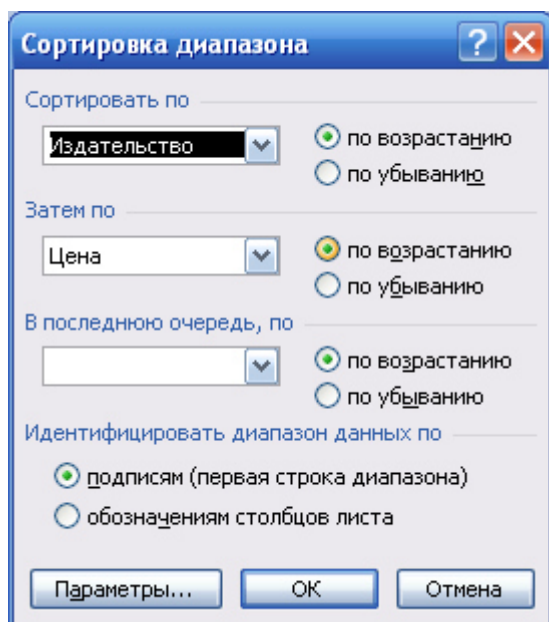 Сортировка диапазона
Сортировать по
Издательство
по возрастанию
по убыванию
Затем по
Цена
по возрастанию
по убыванию
В последнюю очередь, по
по возрастанию
по убыванию
Идентифицировать диапазон данных по
подписям (первая строка диапазона)
обозначениям столбцов листа
Параметры... ОК Отмена